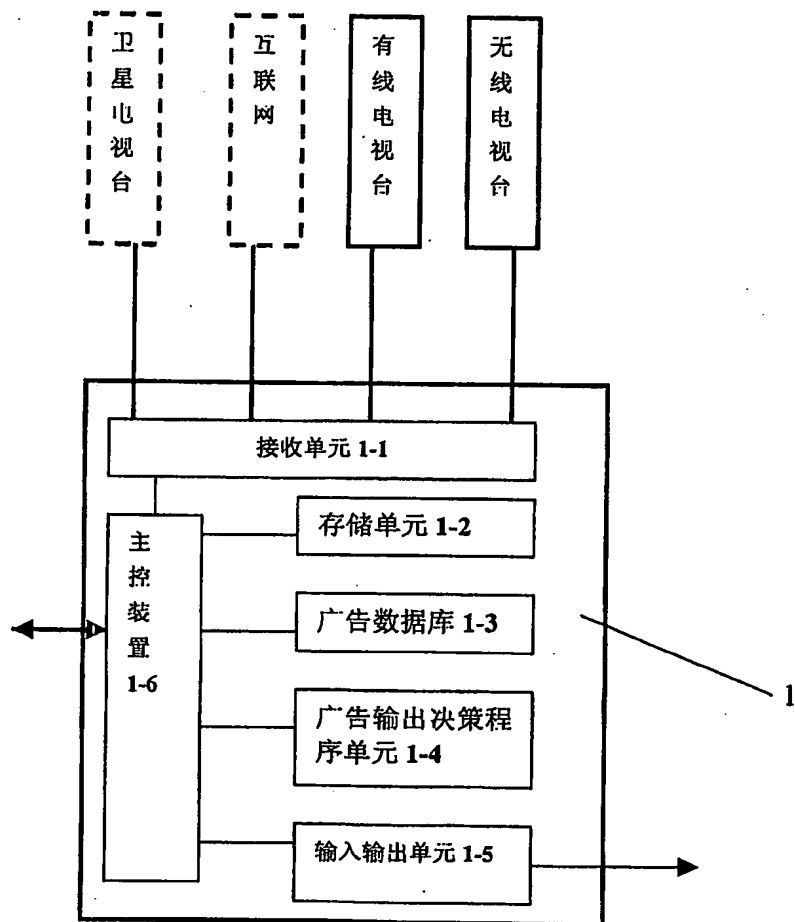 卫星电视台
互联网
有线电视台
无线电视台
接收单元 1-1
主控装置
1-6
存储单元 1-2
广告数据库 1-3
广告输出决策程
序单元 1-4
输入输出单元 1-5
1